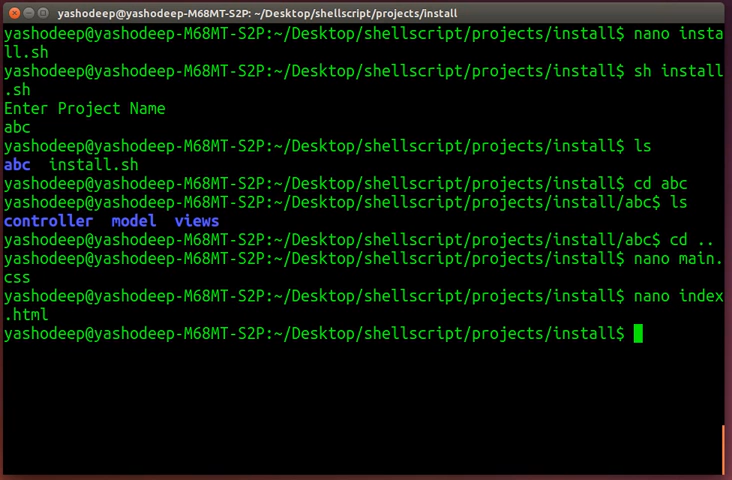 yashodeep@yashodeep-M68MT-S2P: ~/Desktop/shellscript/projects/install
yashodeep@yashodeep-M68MT-S2P:~/Desktop/shellscript/projects/install$ nano insta
ll.sh
yashodeep@yashodeep-M68MT-S2P:~/Desktop/shellscript/projects/install$ sh install
.sh
Enter Project Name
abc
yashodeep@yashodeep-M68MT-S2P:~/Desktop/shellscript/projects/install$ ls
abc  install.sh
yashodeep@yashodeep-M68MT-S2P:~/Desktop/shellscript/projects/install$ cd abc
yashodeep@yashodeep-M68MT-S2P:~/Desktop/shellscript/projects/install/abc$ ls
controller  model  views
yashodeep@yashodeep-M68MT-S2P:~/Desktop/shellscript/projects/install/abc$ cd ..
yashodeep@yashodeep-M68MT-S2P:~/Desktop/shellscript/projects/install$ nano main.
css
yashodeep@yashodeep-M68MT-S2P:~/Desktop/shellscript/projects/install$ nano index
.html
yashodeep@yashodeep-M68MT-S2P:~/Desktop/shellscript/projects/install$